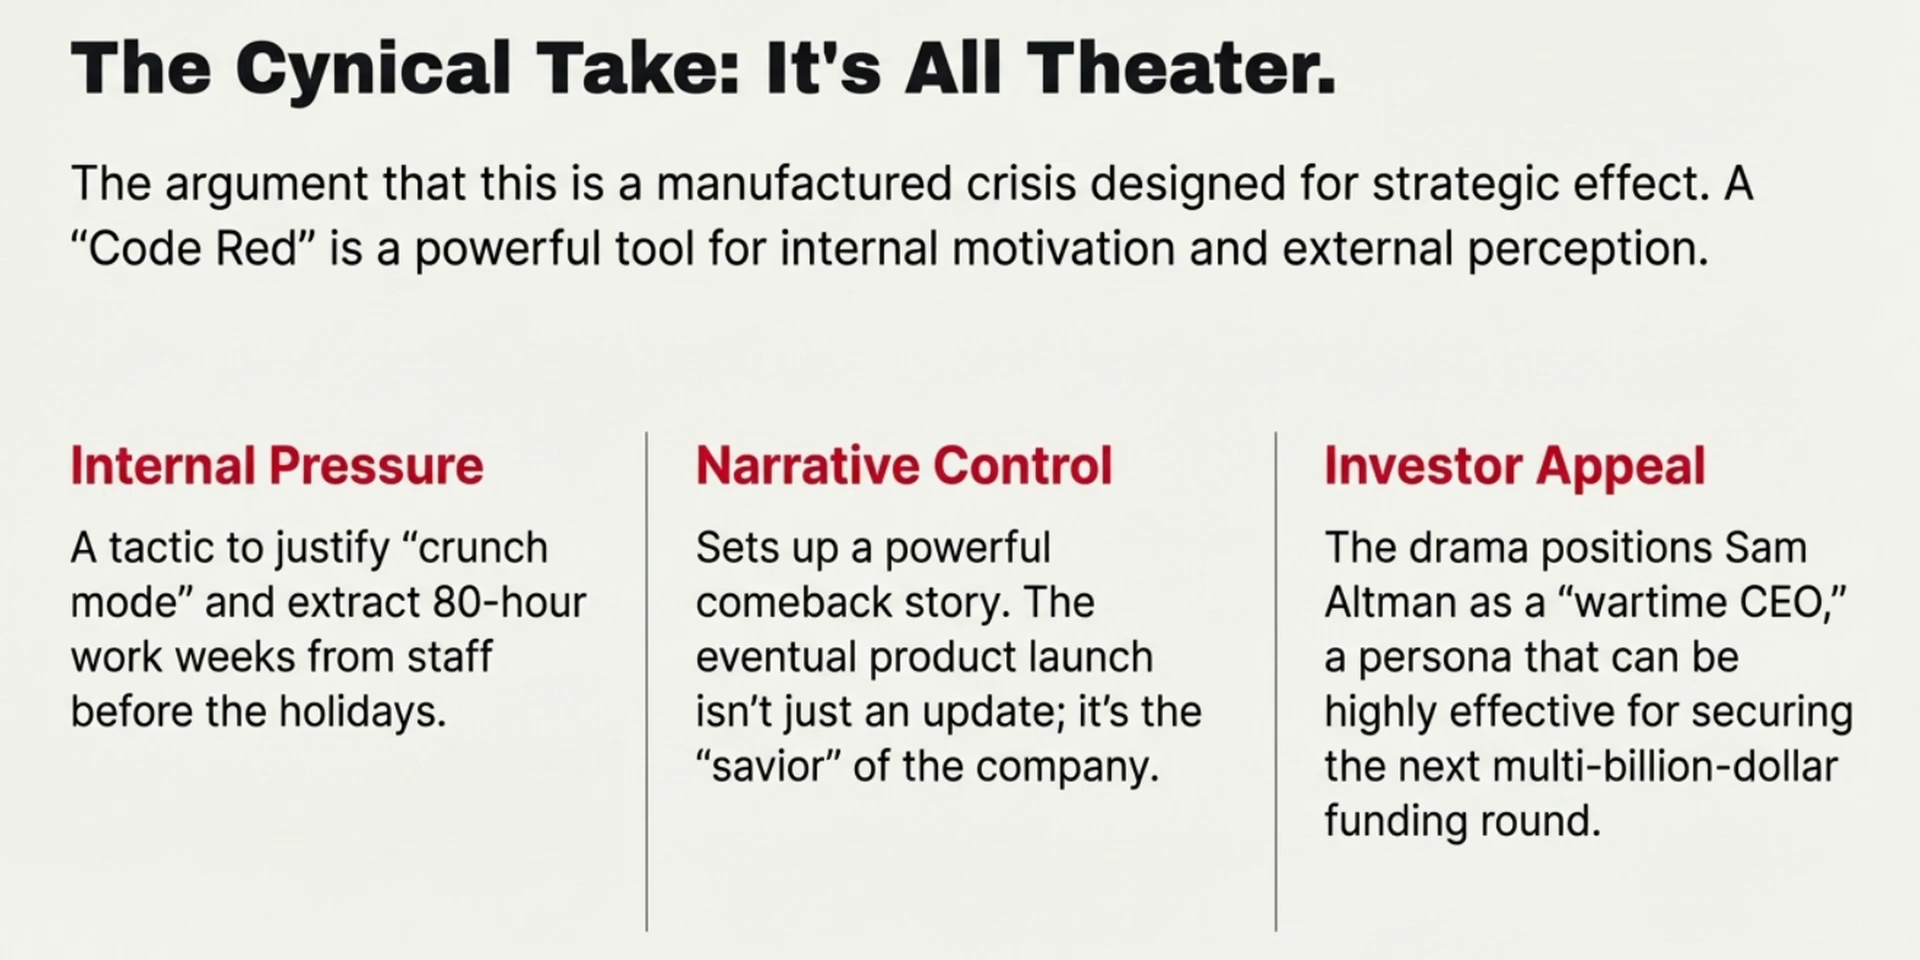 The Cynical Take: It's All Theater.
The argument that this is a manufactured crisis designed for strategic effect. A
“Code Red” is a powerful tool for internal motivation and external perception.
Internal Pressure
A tactic to justify “crunch
mode” and extract 80-hour
work weeks from staff
before the holidays.
Narrative Control
Sets up a powerful
comeback story. The
eventual product launch
isn’t just an update; it’s the
“savior” of the company.
Investor Appeal
The drama positions Sam
Altman as a “wartime CEO,”
a persona that can be
highly effective for securing
the next multi-billion-dollar
funding round.